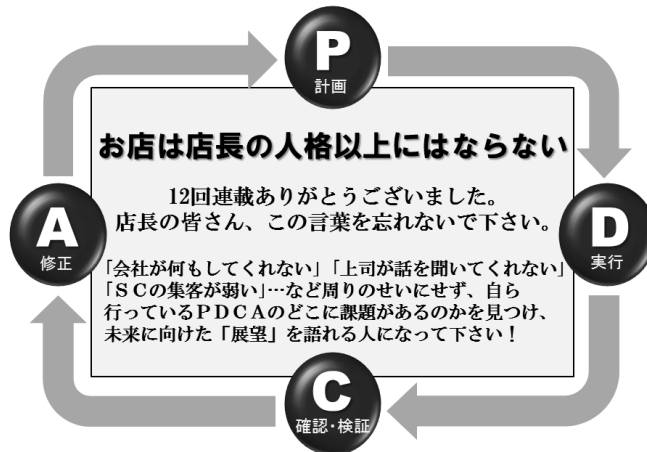 P
計画
お店は店長の人格以上にはならない
12回連載ありがとうございました。
店長の皆さん、この言葉を忘れないで下さい。
A
修正
D
実行
「会社が何もしてくれない」「上司が話を聞いてくれない」
「ＳＣの集客が弱い」…など周りのせいにせず、自ら
行っているＰＤＣＡのどこに課題があるのかを見つけ、
未来に向けた「展望」を語れる人になって下さい！
C
確認・検証